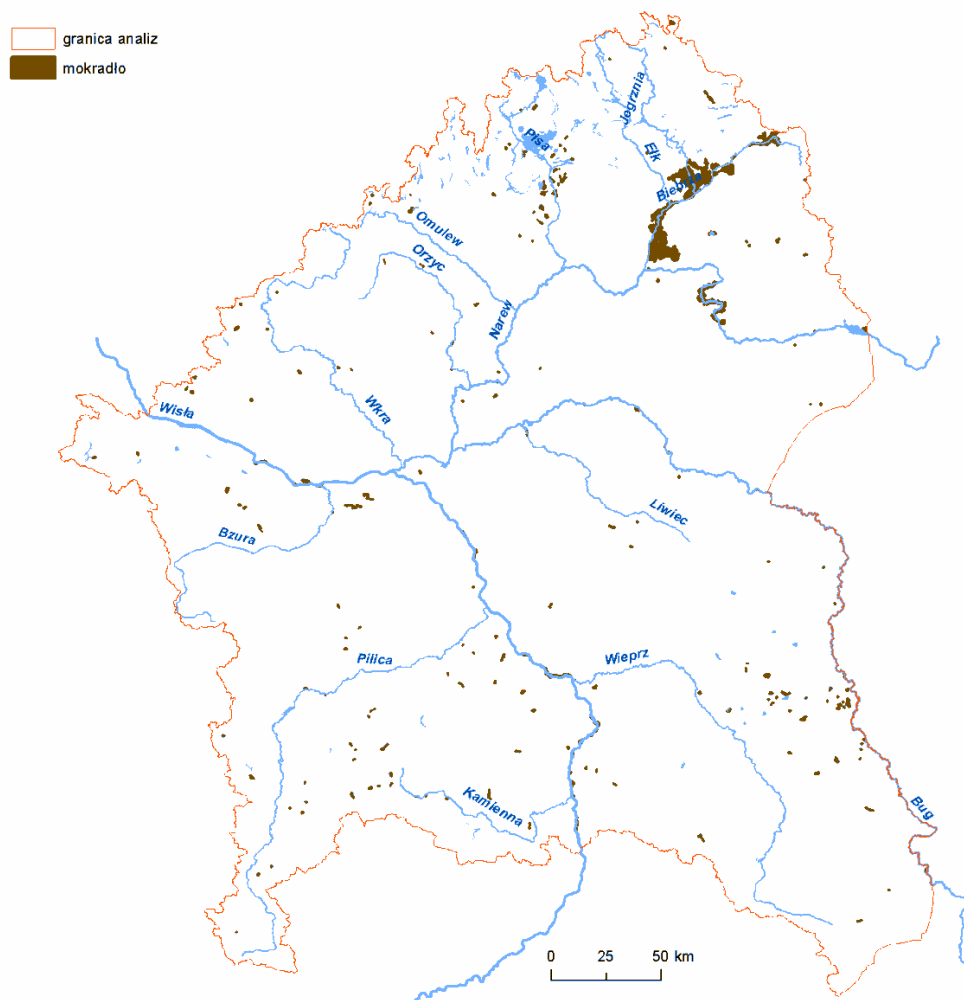 granica analiz
mokradło
Jegrznia
Pisa
Ełk
Biebrza
Omulew
Orzyc
Narew
Wkra
Wisła
Liwiec
Bzura
Pilica
Wieprz
Kamienna
Bug
0 25 50 km